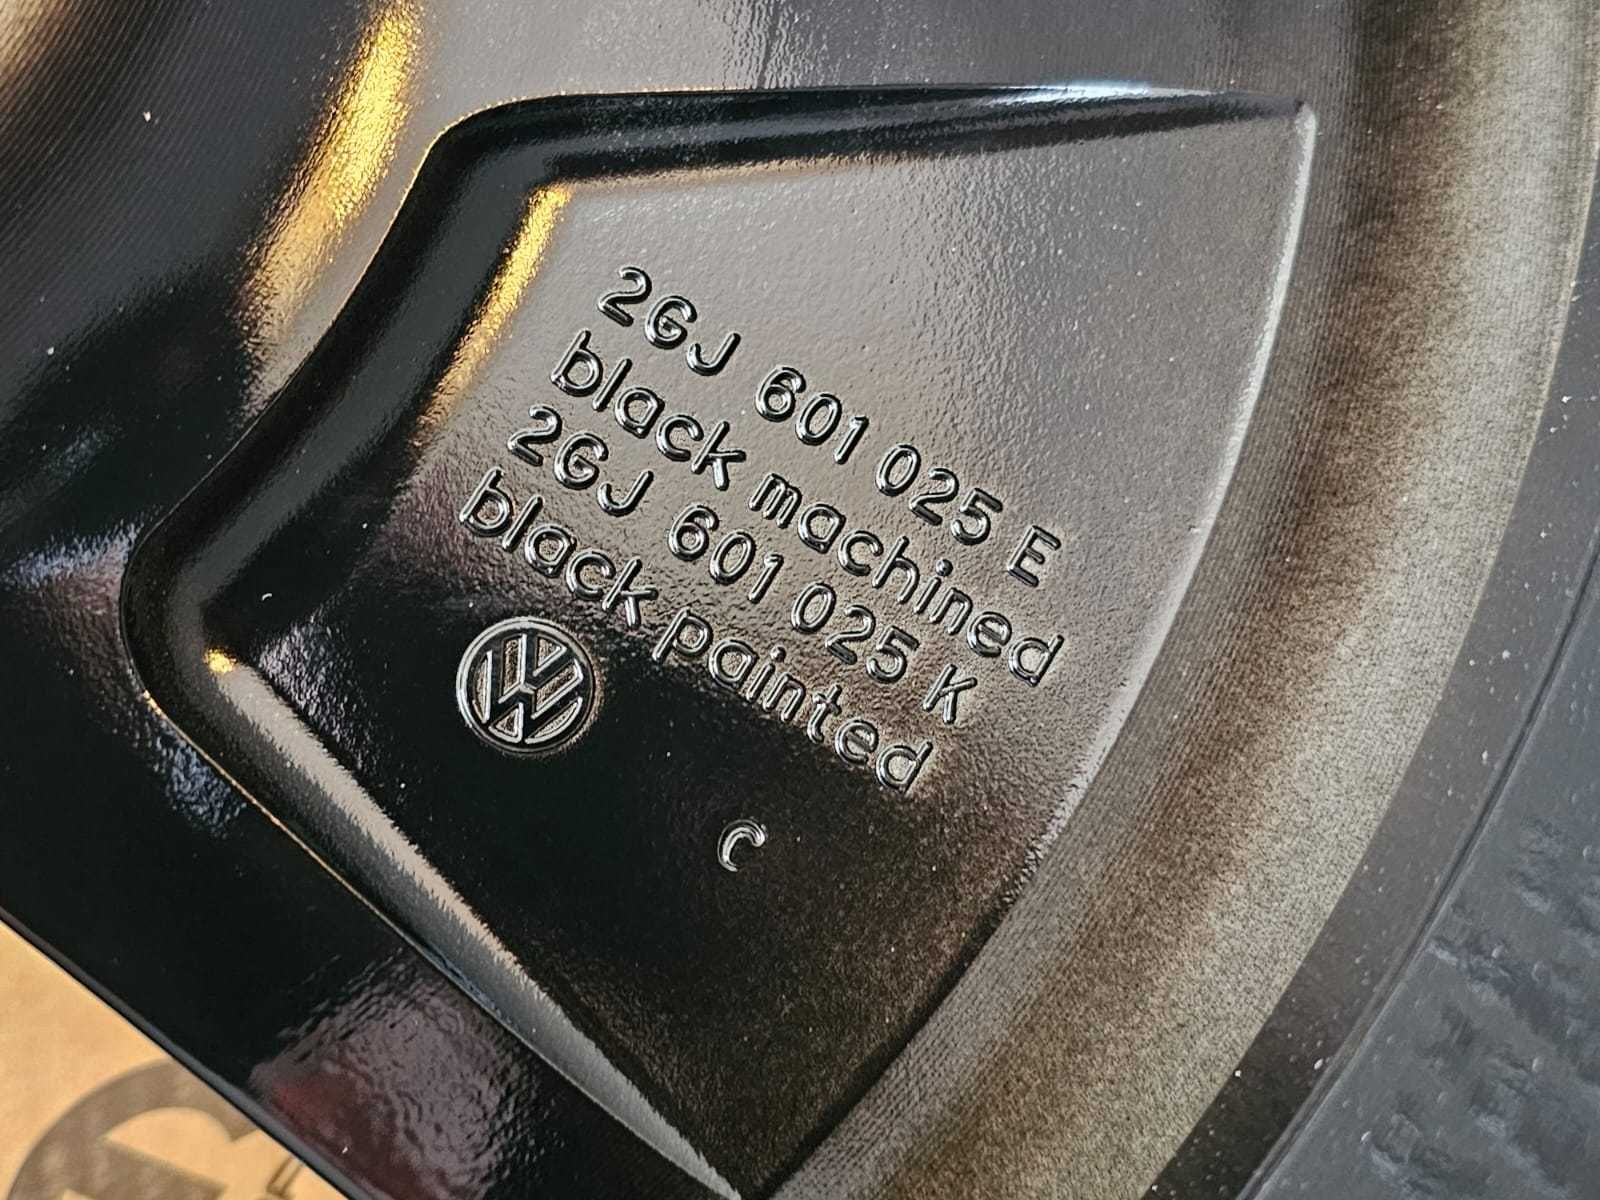 2GJ 601 025 E
black machined
2GJ 601 025 K
black painted
C